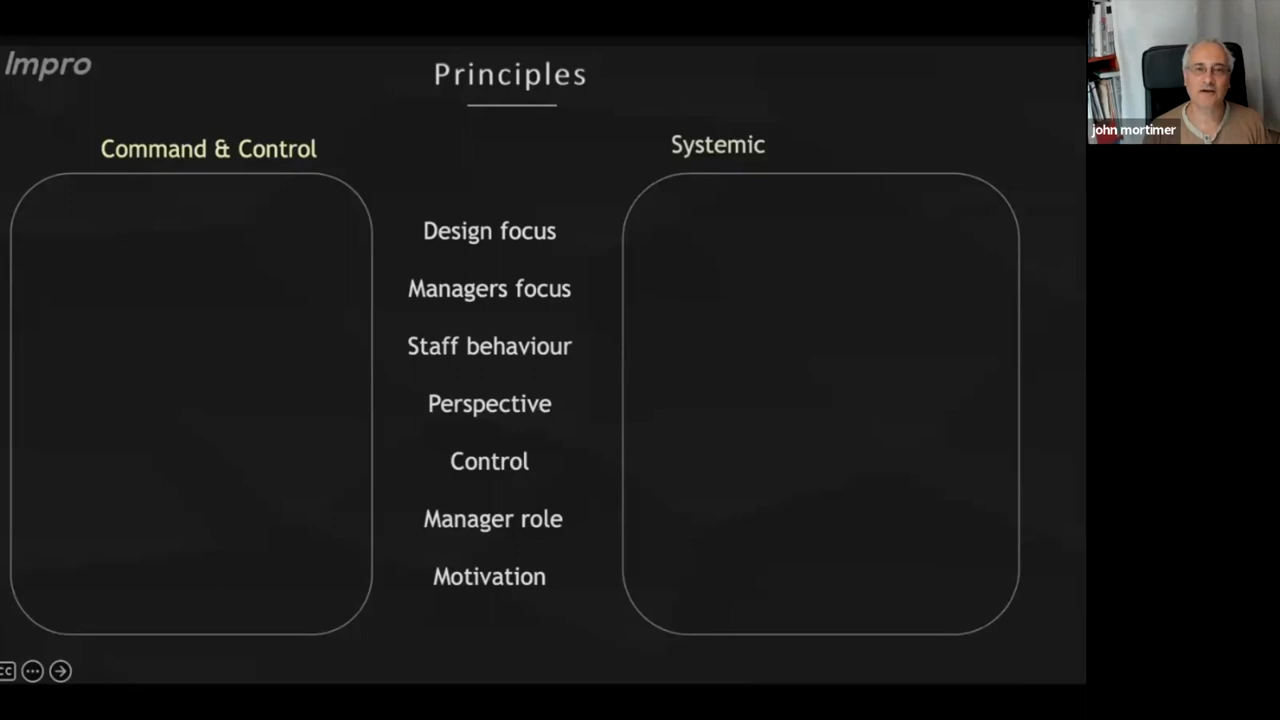 Impro
Principles
Command & Control
Systemic
Design focus
Managers focus
Staff behaviour
Perspective
Control
Manager role
Motivation
john mortimer